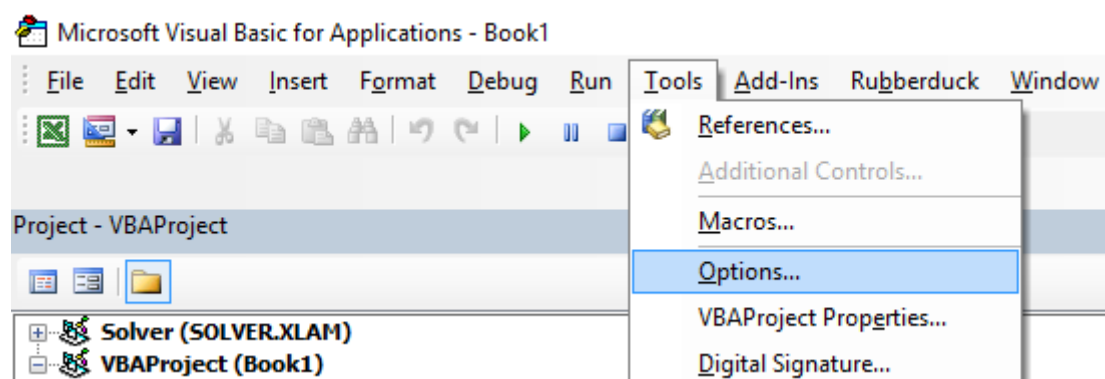 Microsoft Visual Basic for Applications - Book1
File Edit View Insert Format Debug Run Tools Add-Ins Rubberduck Window
References...
Additional Controls...
Project - VBAProject
Macros...
Options...
VBAProject Properties...
Solver (SOLVER.XLAM)
VBAProject (Book1)
Digital Signature...